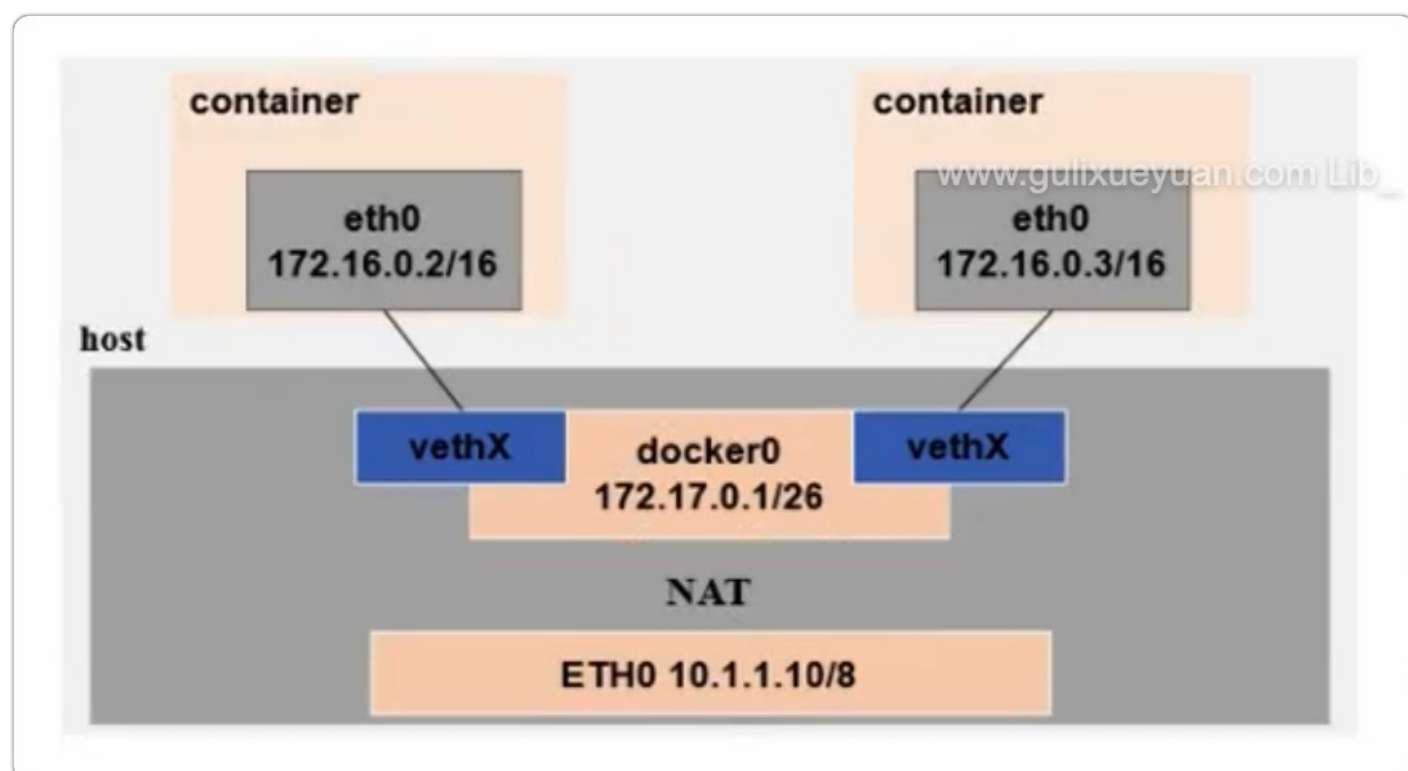 container
container
www.gulixueyuan.com Lib_
eth0
172.16.0.2/16
eth0
172.16.0.3/16
host
vethX
docker0
172.17.0.1/26
vethX
NAT
ETH0 10.1.1.10/8